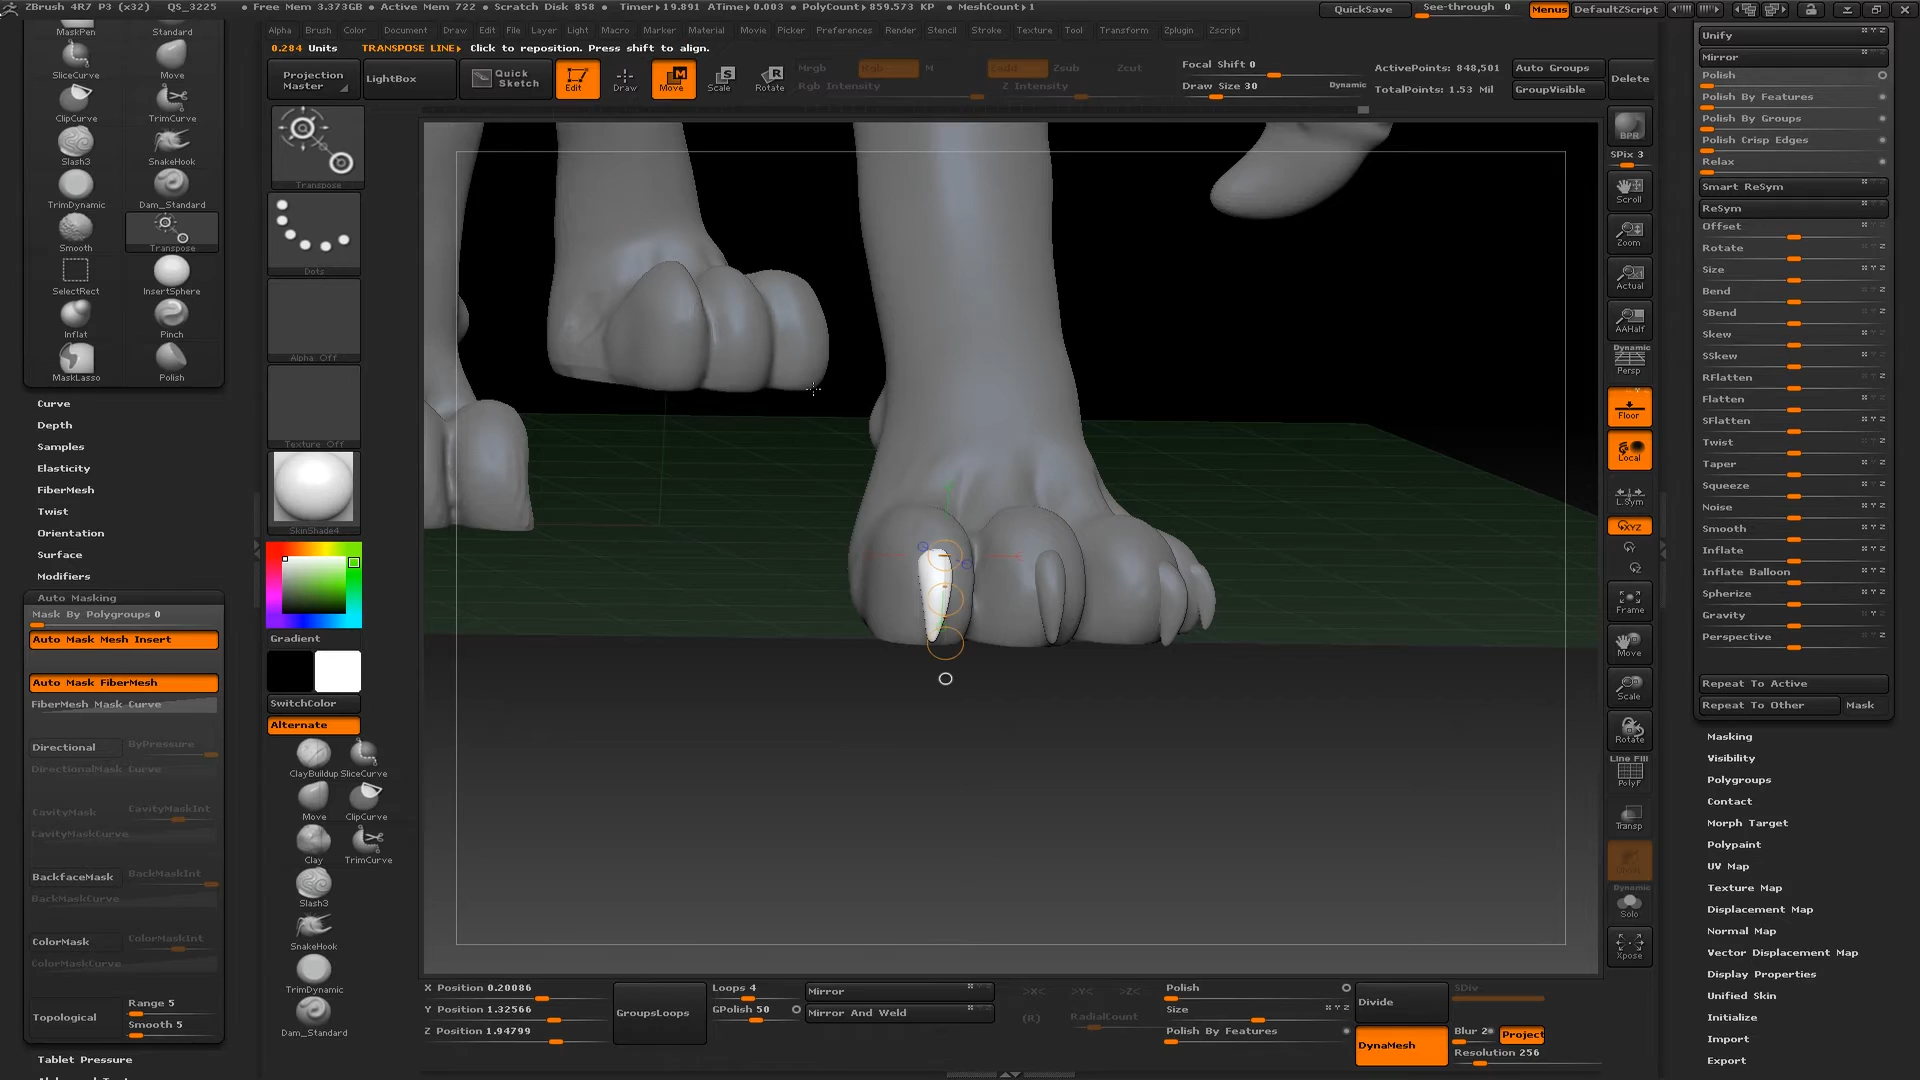 ZBrush 4R7 P3 (x32) QS_3225 • Free Mem 3.373GB • Active Mem 722 • Scratch Disk 858 • Timer▸19.891 ATime▸0.003 • PolyCount▸859.573 KP • MeshCount▸1
QuickSave See-through 0 Menus DefaultZScript
Alpha Brush Color Document Draw Edit File Layer Light Macro Marker Material Movie Picker Preferences Render Stencil Stroke Texture Tool Transform Zplugin Zscript
0.284 Units TRANSPOSE LINE▸ Click to reposition. Press shift to align.
Projection Master
LightBox
Quick Sketch
Edit
Draw
Move
Scale
Rotate
Mrgb Rgb M
Rgb Intensity
Zadd Zsub Zcut
Z Intensity
Focal Shift 0
Draw Size 30
Dynamic
ActivePoints: 848,501
TotalPoints: 1.53 Mil
Auto Groups
GroupVisible
Delete
MaskPen Standard
SliceCurve Move
ClipCurve TrimCurve
Slash3 SnakeHook
TrimDynamic Dam_Standard
Smooth Transpose
SelectRect InsertSphere
Inflat Pinch
MaskLasso Polish
Curve
Depth
Samples
Elasticity
FiberMesh
Twist
Orientation
Surface
Modifiers
Auto Masking
Mask By Polygroups 0
Auto Mask Mesh Insert
Auto Mask FiberMesh
FiberMesh Mask Curve
Directional ByPressure
DirectionalMask Curve
CavityMask CavityMaskInt
CavityMaskCurve
BackfaceMask BackMaskInt
BackMaskCurve
ColorMask ColorMaskInt
ColorMaskCurve
Topological
Range 5
Smooth 5
Tablet Pressure
Transpose
Dots
Alpha Off
Texture Off
SkinShade4
Gradient
SwitchColor
Alternate
ClayBuildup SliceCurve
Move ClipCurve
Clay TrimCurve
Slash3
SnakeHook
TrimDynamic
Dam_Standard
BPR
SPix 3
Scroll
Zoom
Actual
AAHalf
Dynamic
Persp
Floor
Local
L.Sym
XYZ
Frame
Move
Scale
Rotate
Line Fill
PolyF
Transp
Dynamic
Solo
Xpose
Unify
Mirror
Polish
Polish By Features
Polish By Groups
Polish Crisp Edges
Relax
Smart ReSym
ReSym
Offset
Rotate
Size
Bend
SBend
Skew
SSkew
RFlatten
Flatten
SFlatten
Twist
Taper
Squeeze
Noise
Smooth
Inflate
Inflate Balloon
Spherize
Gravity
Perspective
Repeat To Active
Repeat To Other Mask
Masking
Visibility
Polygroups
Contact
Morph Target
Polypaint
UV Map
Texture Map
Displacement Map
Normal Map
Vector Displacement Map
Display Properties
Unified Skin
Initialize
Import
Export
X Position 0.20086
Y Position 1.32566
Z Position 1.94799
GroupsLoops
Loops 4
GPolish 50
Mirror
Mirror And Weld
>X< >Y< >Z<
(R) RadialCount
Polish
Size
Polish By Features
Divide
SDiv
DynaMesh
Blur 2 Project
Resolution 256